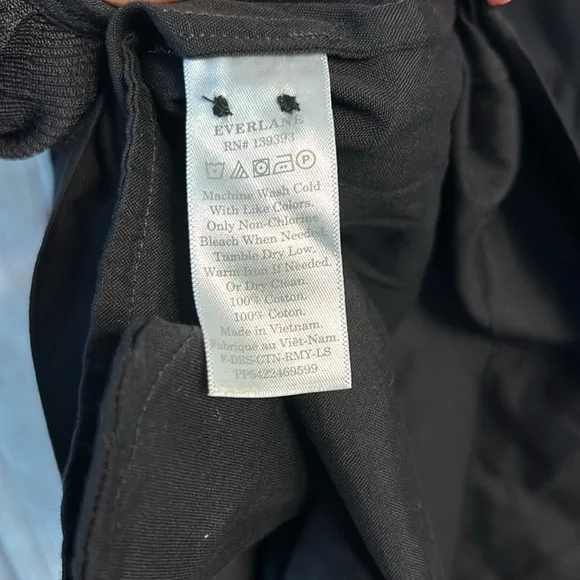 EVERLANE
RN# 139393
P
Machine Wash Cold
With Like Colors.
Only Non-Chlorine
Bleach When Needed.
Tumble Dry Low.
Warm Iron If Needed.
Or Dry Clean.
100% Cotton.
100% Coton.
Made in Vietnam.
Fabriqué au Viêt-Nam.
F-DRS-CTN-RMY-LS
PP5422469599